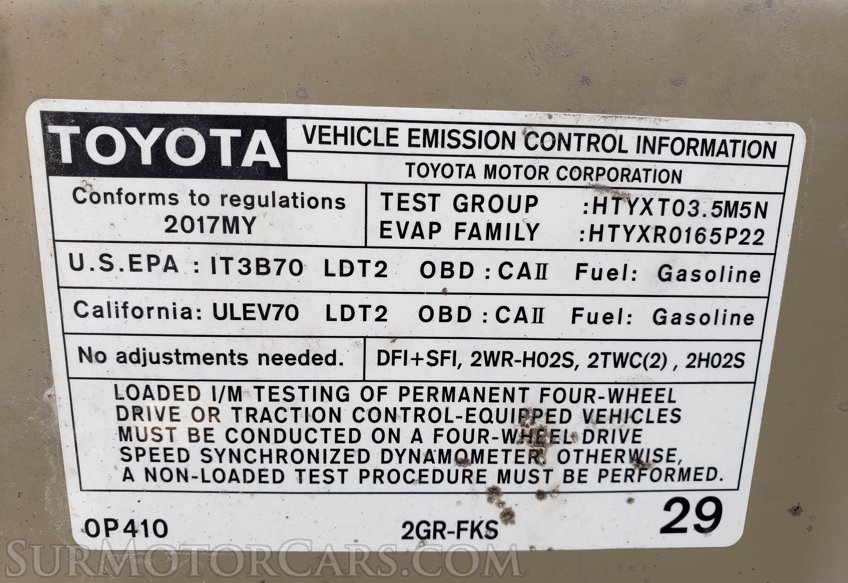 TOYOTA
VEHICLE EMISSION CONTROL INFORMATION
TOYOTA MOTOR CORPORATION
Conforms to regulations
2017MY
TEST GROUP :HTYXT03.5M5N
EVAP FAMILY :HTYXR0165P22
U.S.EPA : IT3B70 LDT2 OBD : CAII Fuel: Gasoline
California: ULEV70 LDT2 OBD : CAII Fuel: Gasoline
No adjustments needed.
DFI+SFI, 2WR-HO2S, 2TWC(2) , 2HO2S
LOADED I/M TESTING OF PERMANENT FOUR-WHEEL
DRIVE OR TRACTION CONTROL-EQUIPPED VEHICLES
MUST BE CONDUCTED ON A FOUR-WHEEL DRIVE
SPEED SYNCHRONIZED DYNAMOMETER. OTHERWISE,
A NON-LOADED TEST PROCEDURE MUST BE PERFORMED.
0P410 2GR-FKS 29
SurMotorCars.com